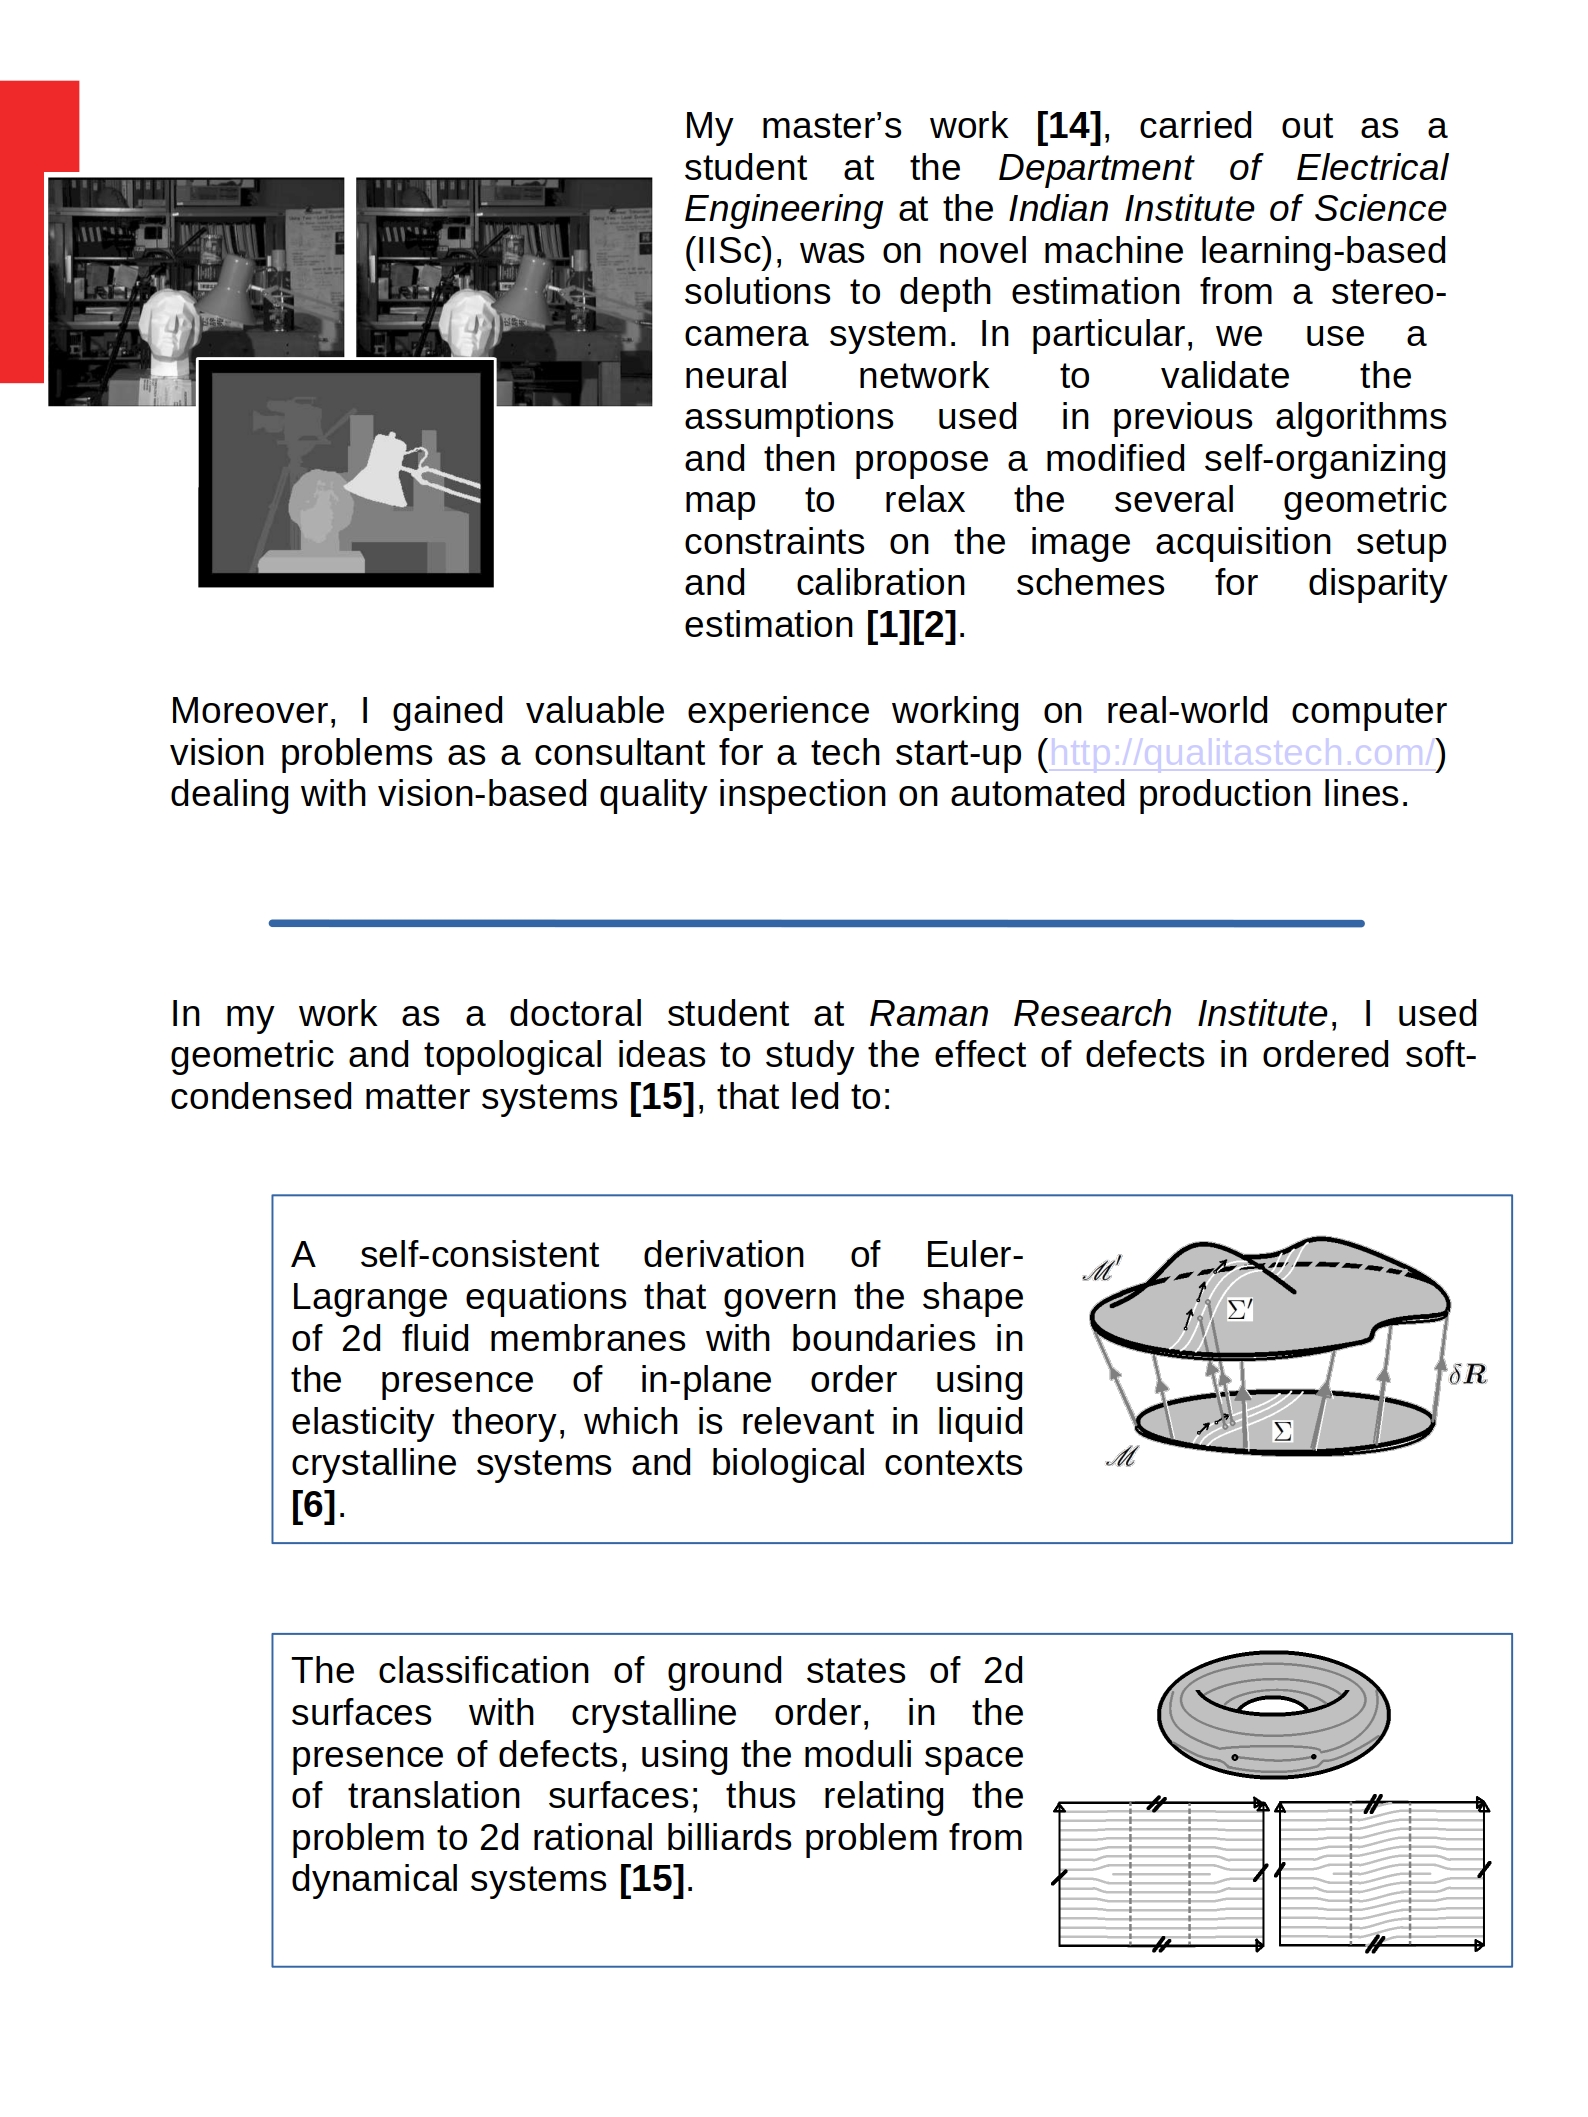 My master’s work [14], carried out as a
student at the Department of Electrical
Engineering at the Indian Institute of Science
(IISc), was on novel machine learning-based
solutions to depth estimation from a stereo-
camera system. In particular, we use a
neural network to validate the
assumptions used in previous algorithms
and then propose a modified self-organizing
map to relax the several geometric
constraints on the image acquisition setup
and calibration schemes for disparity
estimation [1][2].
Moreover, I gained valuable experience working on real-world computer
vision problems as a consultant for a tech start-up (http://qualitastech.com/)
dealing with vision-based quality inspection on automated production lines.
In my work as a doctoral student at Raman Research Institute, I used
geometric and topological ideas to study the effect of defects in ordered soft-
condensed matter systems [15], that led to:
A self-consistent derivation of Euler-
Lagrange equations that govern the shape
of 2d fluid membranes with boundaries in
the presence of in-plane order using
elasticity theory, which is relevant in liquid
crystalline systems and biological contexts
[6].
ℳ′
Σ′
δR
Σ
ℳ
The classification of ground states of 2d
surfaces with crystalline order, in the
presence of defects, using the moduli space
of translation surfaces; thus relating the
problem to 2d rational billiards problem from
dynamical systems [15].